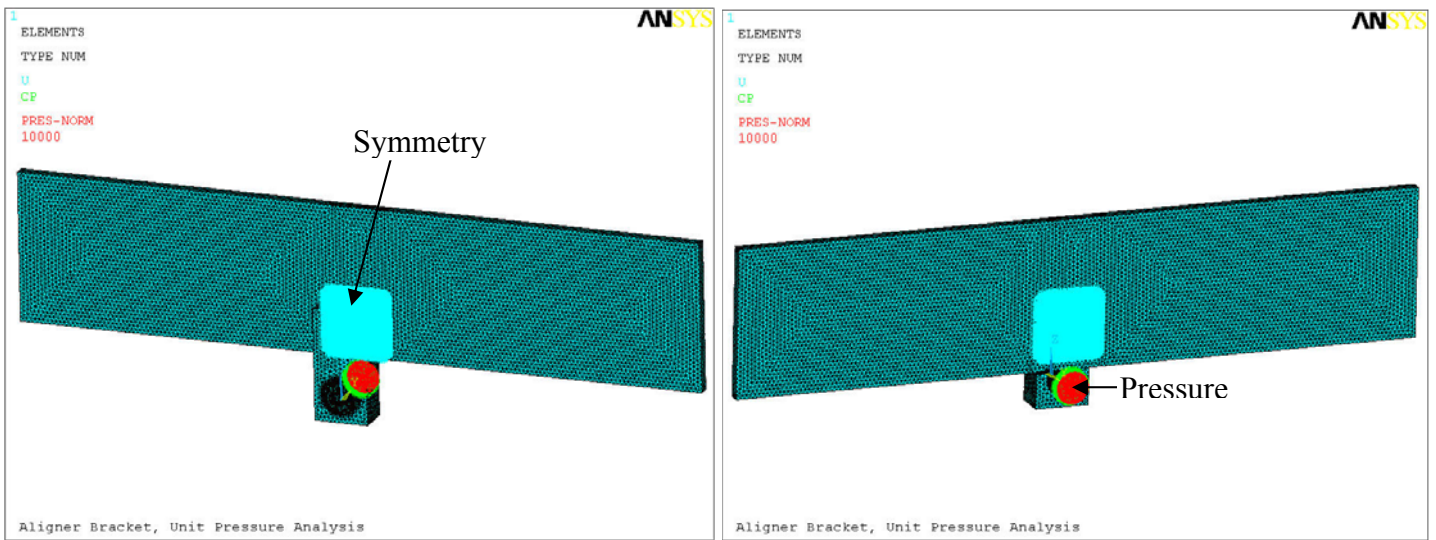 1
ANSYS
ELEMENTS
TYPE NUM
U
CP
PRES-NORM
10000
Symmetry
Aligner Bracket, Unit Pressure Analysis
1
ANSYS
ELEMENTS
TYPE NUM
U
CP
PRES-NORM
10000
Pressure
Aligner Bracket, Unit Pressure Analysis